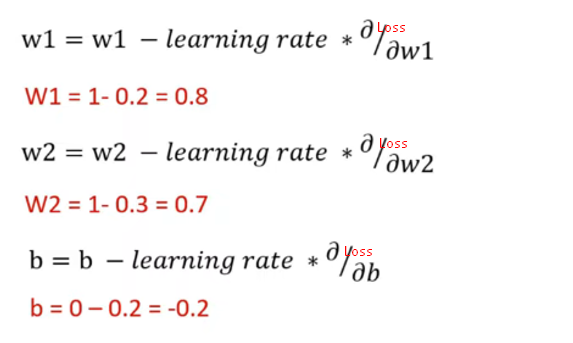 w1 = w1 − learning rate * ∂Loss/∂w1
W1 = 1- 0.2 = 0.8
w2 = w2 − learning rate * ∂loss/∂w2
W2 = 1- 0.3 = 0.7
b = b − learning rate * ∂loss/∂b
b = 0 – 0.2 = -0.2